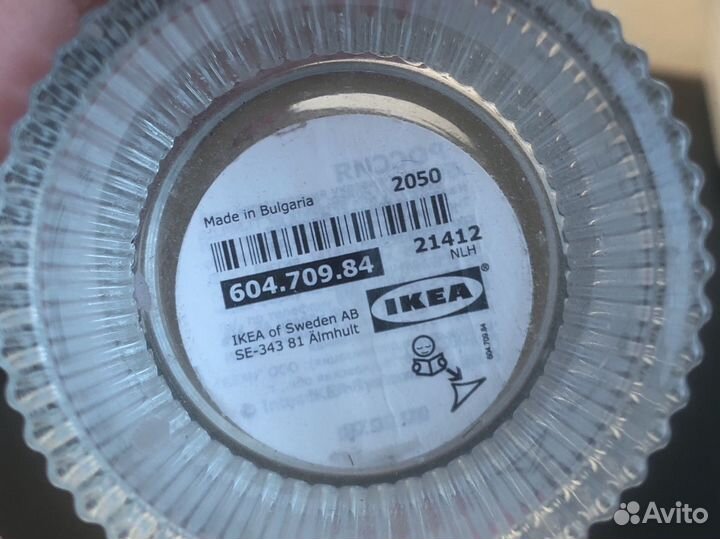 Made in Bulgaria
2050
604.709.84
21412
NLH
IKEA of Sweden AB
SE-343 81 Älmhult
IKEA®
604.709.84
РОССИЯ
Avito